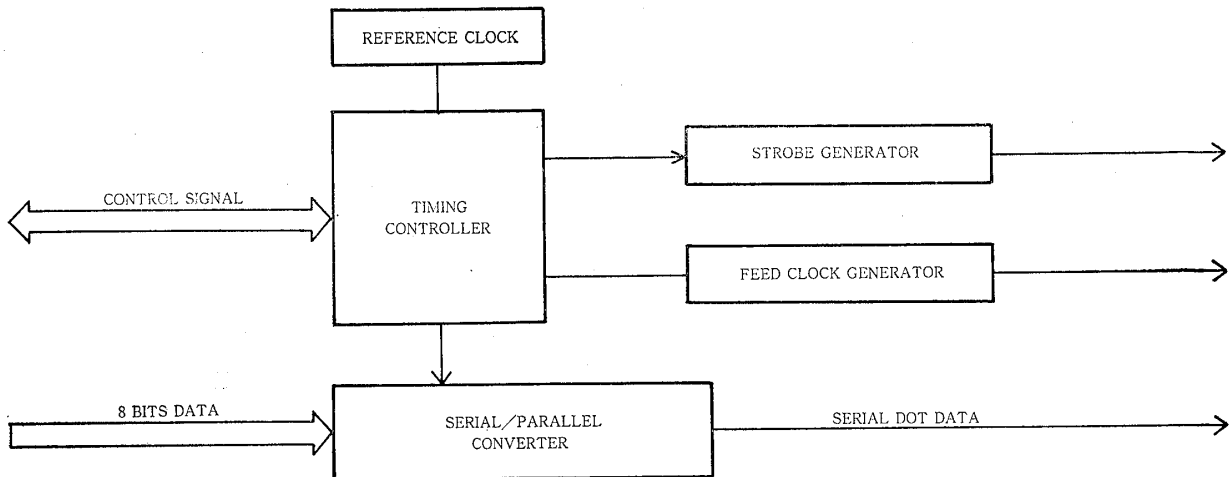 REFERENCE CLOCK
STROBE GENERATOR
CONTROL SIGNAL
TIMING
CONTROLLER
FEED CLOCK GENERATOR
8 BITS DATA
SERIAL/PARALLEL
CONVERTER
SERIAL DOT DATA